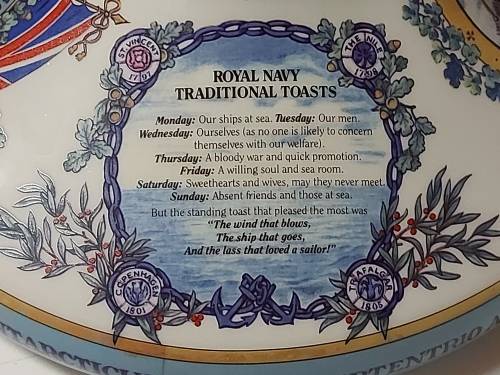 ST. VINCENT
1797
THE NILE
1798
ROYAL NAVY
TRADITIONAL TOASTS
Monday: Our ships at sea. Tuesday: Our men.
Wednesday: Ourselves (as no one is likely to concern
themselves with our welfare).
Thursday: A bloody war and quick promotion.
Friday: A willing soul and sea room.
Saturday: Sweethearts and wives, may they never meet.
Sunday: Absent friends and those at sea.
But the standing toast that pleased the most was
"The wind that blows,
The ship that goes,
And the lass that loved a sailor!"
COPENHAGEN
1801
TRAFALGAR
1805